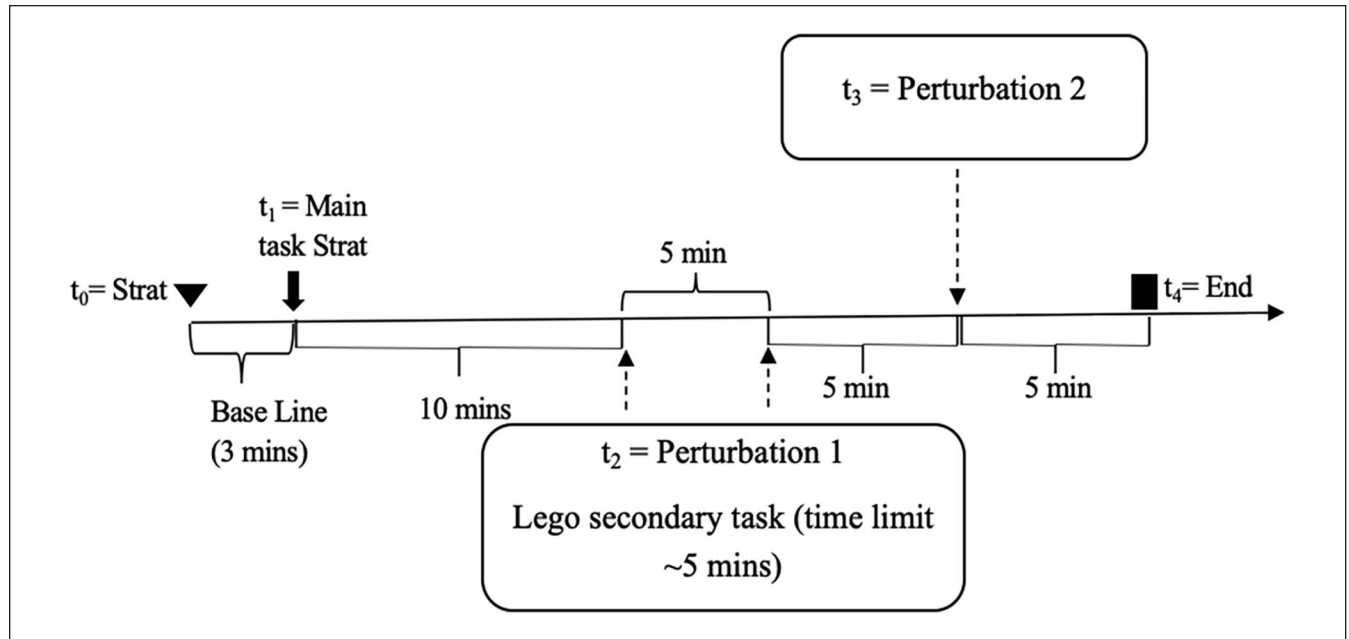 t₃ = Perturbation 2
t₁ = Main
task Strat
5 min
t₀= Strat
t₄= End
5 min
5 min
10 mins
Base Line
(3 mins)
t₂ = Perturbation 1
Lego secondary task (time limit
~5 mins)